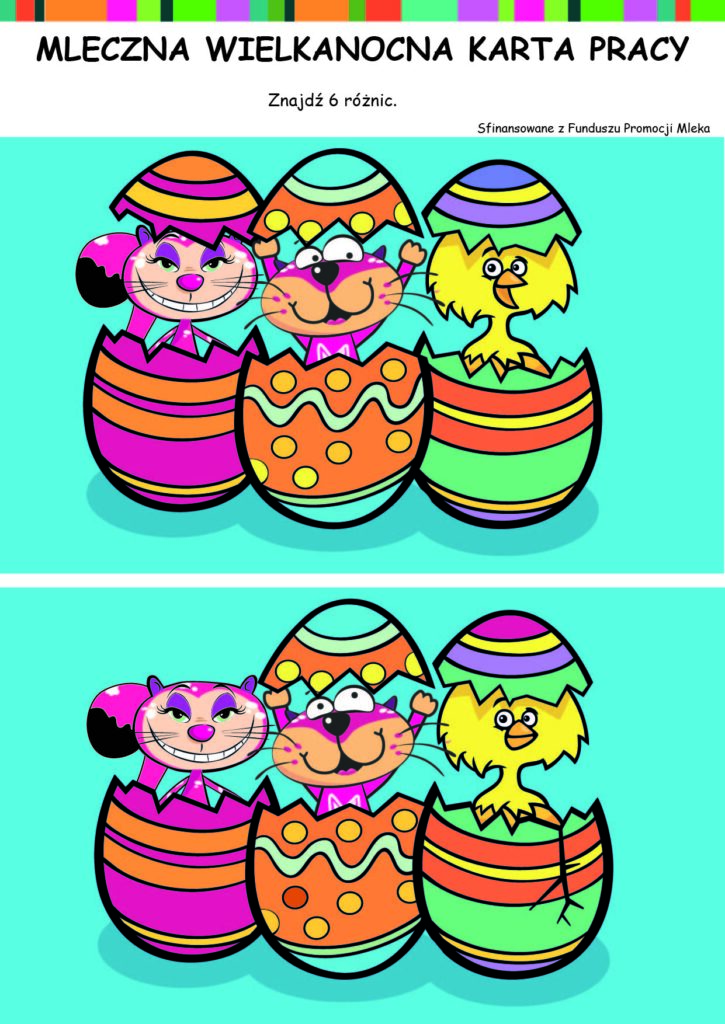 MLECZNA WIELKANOCNA KARTA PRACY
Znajdź 6 różnic.
Sfinansowane z Funduszu Promocji Mleka